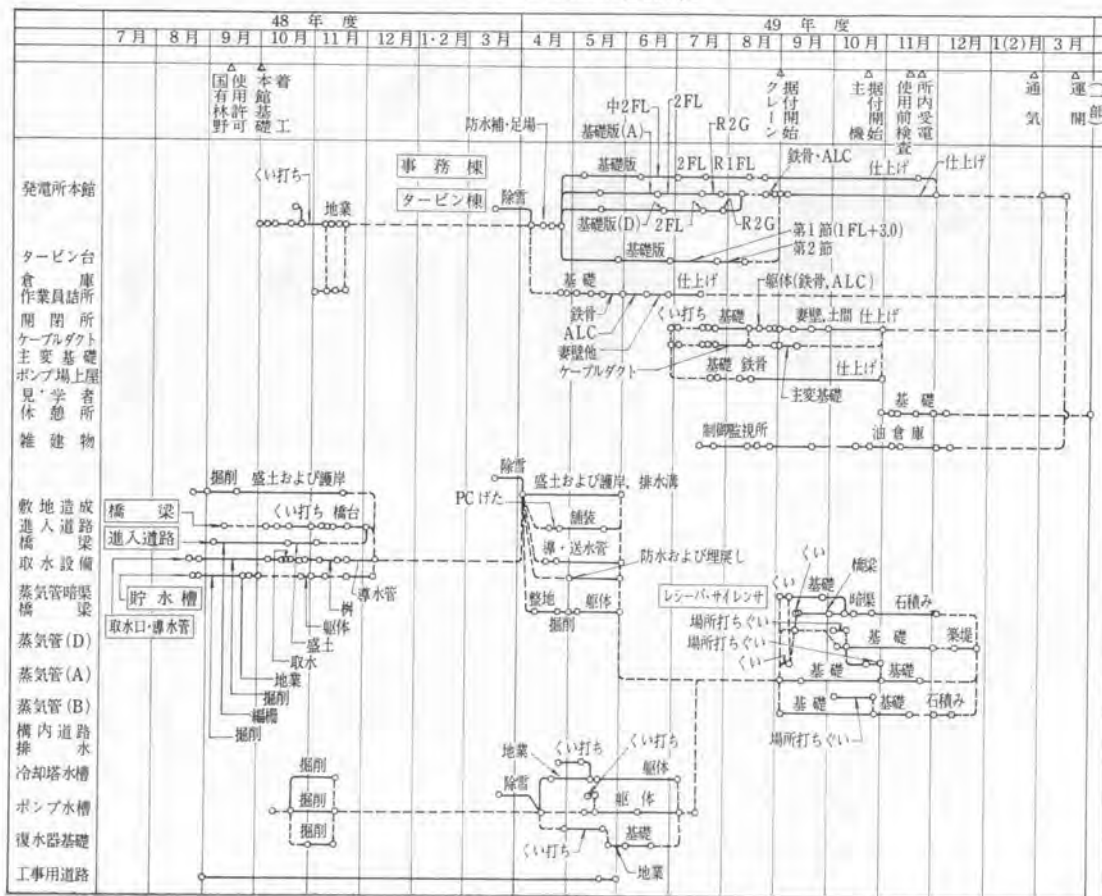 48 年 度
49 年 度
7月 8月 9月 10月 11月 12月 1・2月 3月 4月 5月 6月 7月 8月 9月 10月 11月 12月 1(2)月 3月
国有林野
使用許可
本館基礎
着工
クレーン
据付開始
主機
据付開始
使用前検査
所内受電
通気
運開
発電所本館
タービン台
倉庫
作業員詰所
開閉所
ケーブルダクト
主変基礎
ポンプ場上屋
見学者
休憩所
雑建物
敷地造成
進入道路
橋梁
取水設備
蒸気管暗渠
橋梁
蒸気管(D)
蒸気管(A)
蒸気管(B)
構内道路
排水
冷却塔水槽
ポンプ水槽
復水器基礎
工事用道路
くい打ち
地業
事務棟
タービン棟
防水補・足場
除雪
中2FL
2FL
基礎版(A)
R2G
基礎版
2FL
R1FL
鉄骨・ALC
仕上げ
仕上げ
基礎版(D)
2FL
R2G
基礎版
第1節(1FL+3.0)
第2節
基礎
仕上げ
躯体(鉄骨,ALC)
鉄骨
くい打ち
基礎
妻壁,土間
仕上げ
ALC
妻壁他
ケーブルダクト
基礎
鉄骨
仕上げ
主変基礎
基礎
制御監視所
油倉庫
掘削
盛土および護岸
除雪
盛土および護岸,排水溝
PCげた
橋梁
くい打ち
橋台
舗装
進入道路
導・送水管
防水および埋戻し
貯水槽
取水口・導水管
導水管
桝
躯体
盛土
取水
地業
掘削
編柵
掘削
整地
躯体
掘削
レシーバ・サイレンサ
くい
くい
基礎
橋梁
暗渠
石積み
場所打ちぐい
場所打ちぐい
基礎
築堤
くい
基礎
基礎
基礎
基礎
石積み
場所打ちぐい
地業
くい打ち
くい打ち
躯体
掘削
除雪
掘削
躯体
掘削
基礎
くい打ち
地業